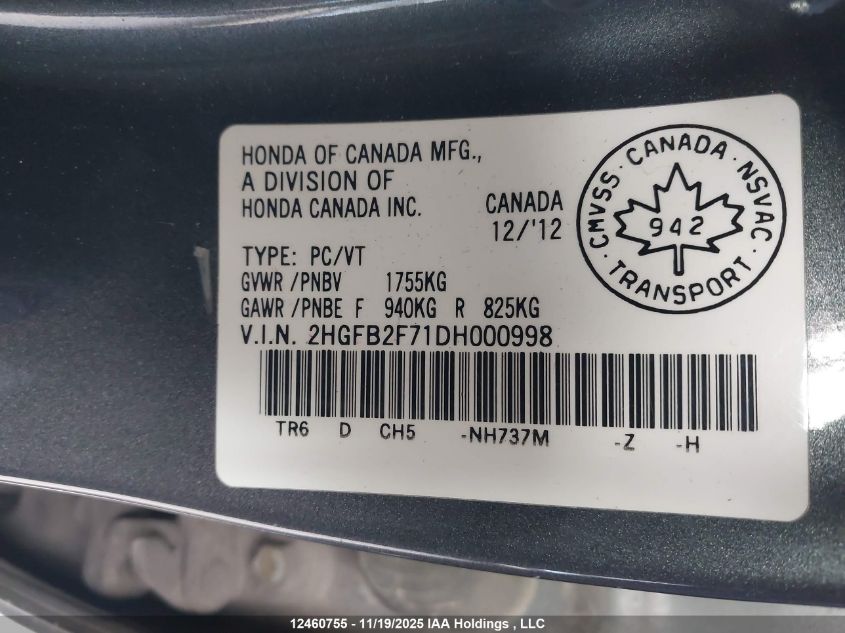 HONDA OF CANADA MFG.,
A DIVISION OF
HONDA CANADA INC.
CANADA
12/'12
CMVSS · CANADA · NSVAC
942
· TRANSPORT ·
TYPE: PC/VT
GVWR /PNBV 1755KG
GAWR /PNBE F 940KG R 825KG
V.I.N. 2HGFB2F71DH000998
TR6 D CH5 -NH737M -Z -H
12460755 - 11/19/2025 IAA Holdings , LLC